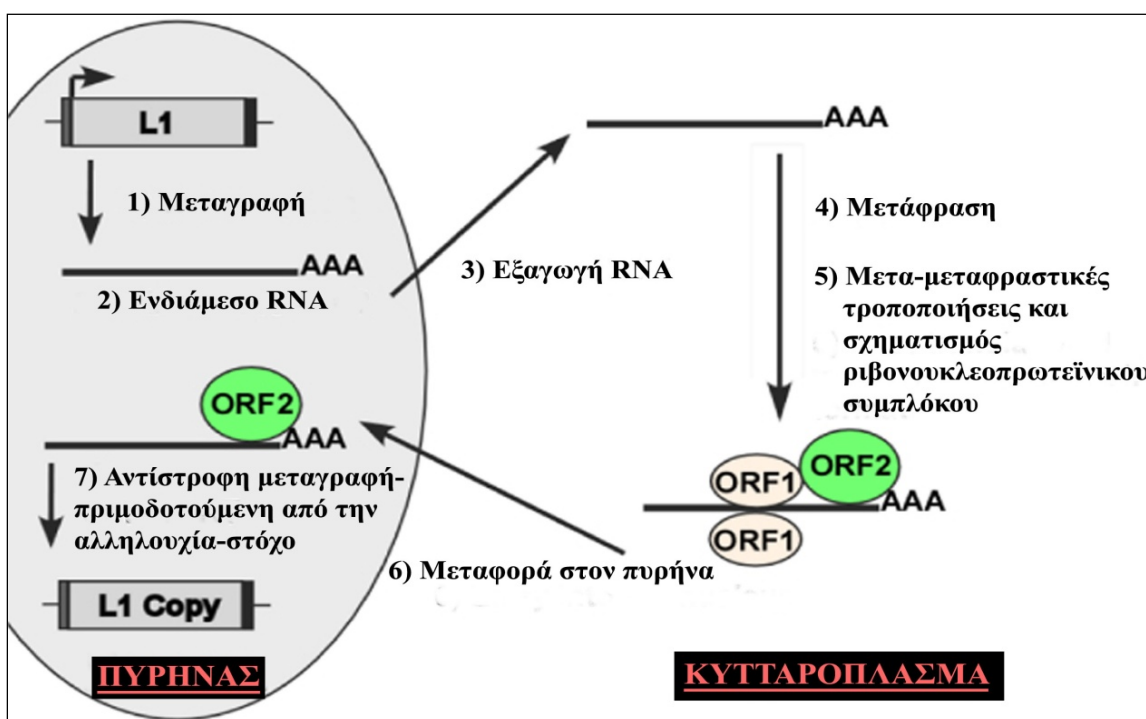 L1
1) Μεταγραφή
AAA
2) Ενδιάμεσο RNA
3) Εξαγωγή RNA
AAA
4) Μετάφραση
5) Μετα-μεταφραστικές
τροποποιήσεις και
σχηματισμός
ριβονουκλεοπρωτεϊνικου
συμπλόκου
ORF1
ORF2
AAA
ORF1
6) Μεταφορά στον πυρήνα
ORF2
AAA
7) Αντίστροφη μεταγραφή-
πριμοδοτούμενη από την
αλληλουχία-στόχο
L1 Copy
ΠΥΡΗΝΑΣ
ΚΥΤΤΑΡΟΠΛΑΣΜΑ